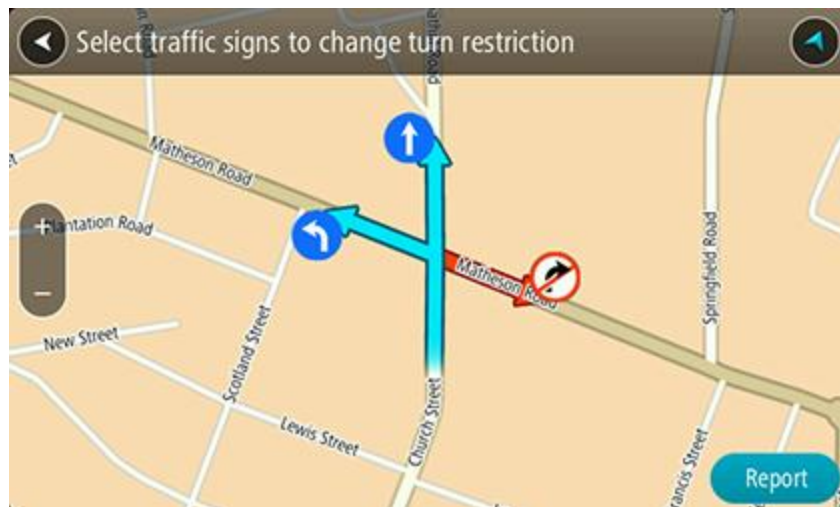 Select traffic signs to change turn restriction
Matheson Road
Plantation Road
Matheson Road
Springfield Road
New Street
Scotland Street
Lewis Street
Church Street
Francis Street
Report